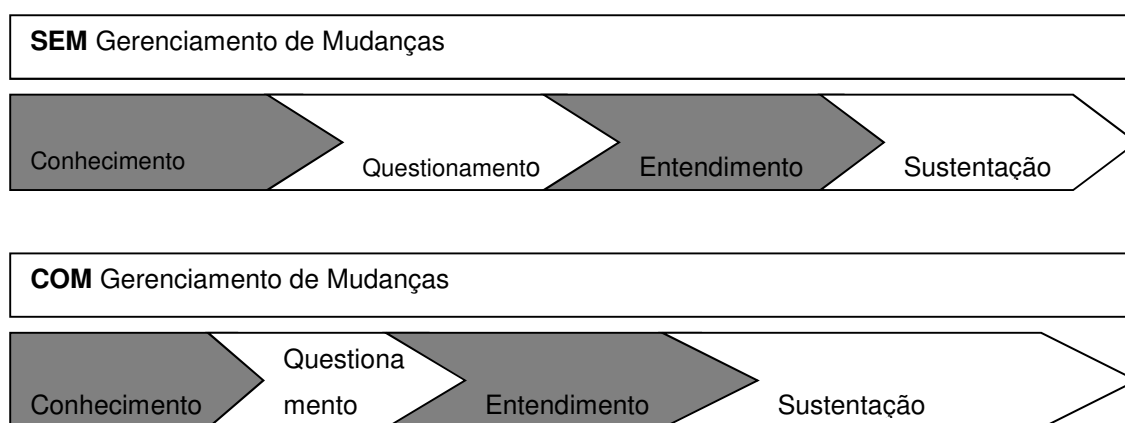 SEM Gerenciamento de Mudanças
Conhecimento
Questionamento
Entendimento
Sustentação
COM Gerenciamento de Mudanças
Conhecimento
Questiona
mento
Entendimento
Sustentação